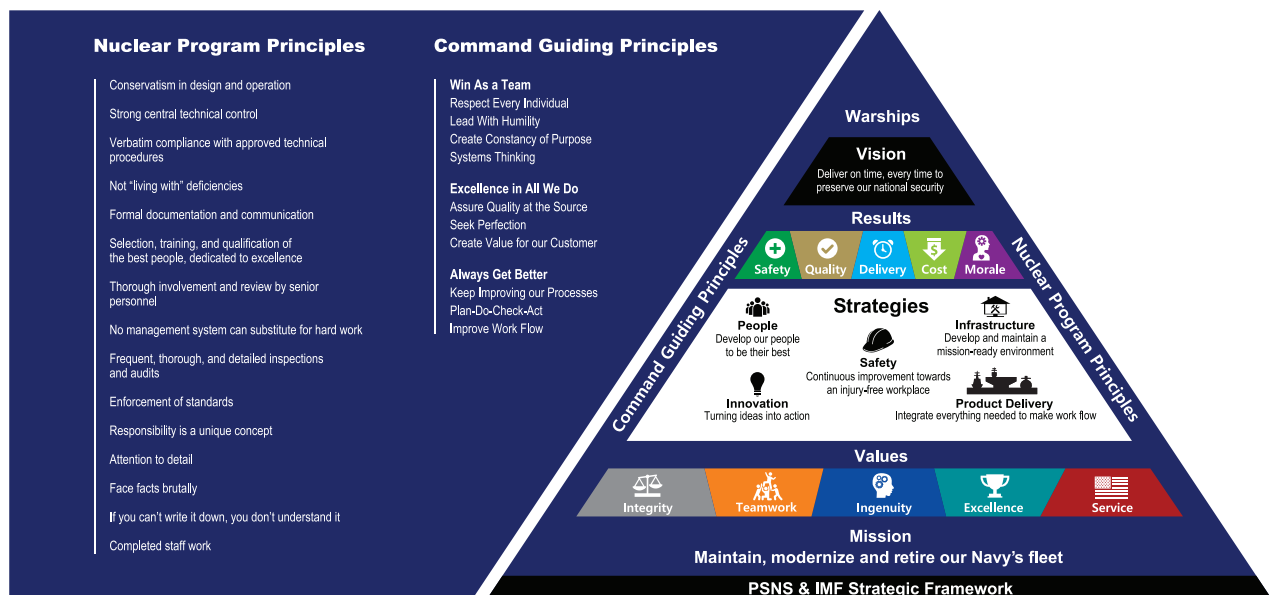 Nuclear Program Principles
Conservatism in design and operation
Strong central technical control
Verbatim compliance with approved technical
procedures
Not “living with” deficiencies
Formal documentation and communication
Selection, training, and qualification of
the best people, dedicated to excellence
Thorough involvement and review by senior
personnel
No management system can substitute for hard work
Frequent, thorough, and detailed inspections
and audits
Enforcement of standards
Responsibility is a unique concept
Attention to detail
Face facts brutally
If you can’t write it down, you don’t understand it
Completed staff work
Command Guiding Principles
Win As a Team
Respect Every Individual
Lead With Humility
Create Constancy of Purpose
Systems Thinking
Excellence in All We Do
Assure Quality at the Source
Seek Perfection
Create Value for our Customer
Always Get Better
Keep Improving our Processes
Plan-Do-Check-Act
Improve Work Flow
Warships
Vision
Deliver on time, every time to
preserve our national security
Results
Safety
Quality
Delivery
Cost
Morale
Command Guiding Principles
Nuclear Program Principles
Strategies
People
Develop our people
to be their best
Infrastructure
Develop and maintain a
mission-ready environment
Safety
Continuous improvement towards
an injury-free workplace
Innovation
Turning ideas into action
Product Delivery
Integrate everything needed to make work flow
Values
Integrity
Teamwork
Ingenuity
Excellence
Service
Mission
Maintain, modernize and retire our Navy’s fleet
PSNS & IMF Strategic Framework